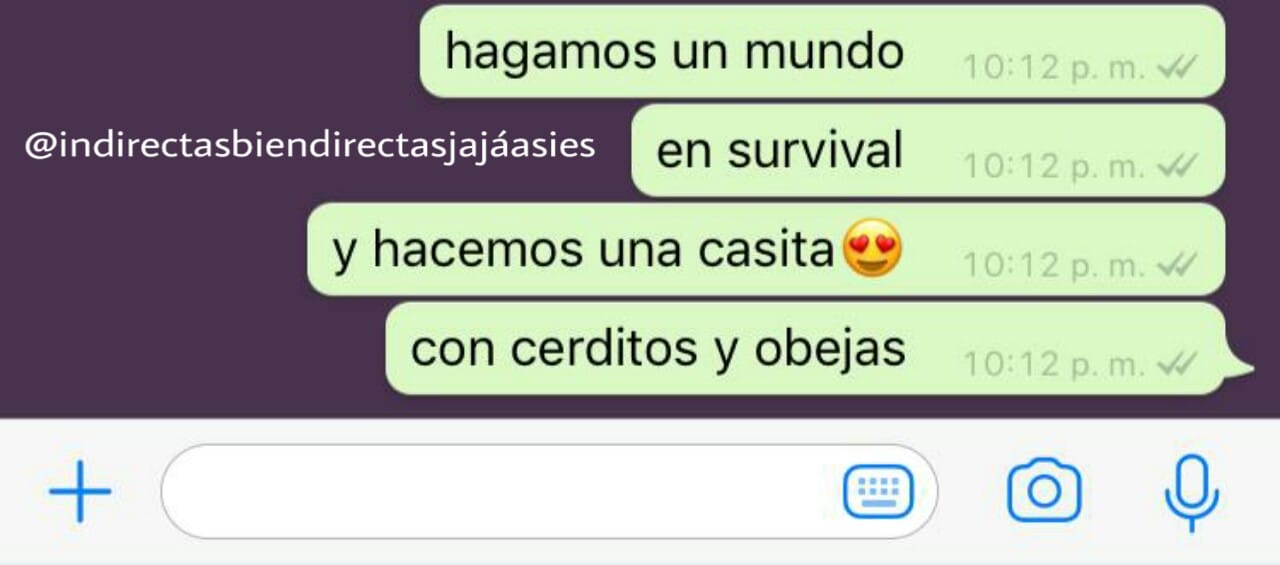 hagamos un mundo 10:12 p. m.
@indirectasbiendirectasjajáasies
en survival 10:12 p. m.
y hacemos una casita😍 10:12 p. m.
con cerditos y obejas 10:12 p. m.